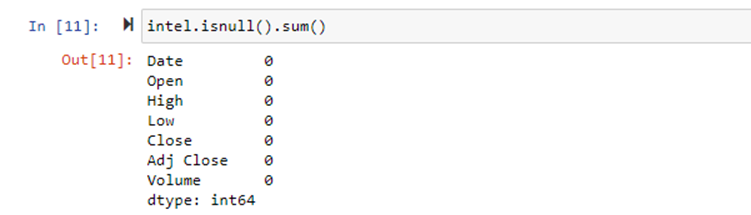 In [11]: intel.isnull().sum()
Out[11]: Date 0
Open 0
High 0
Low 0
Close 0
Adj Close 0
Volume 0
dtype: int64